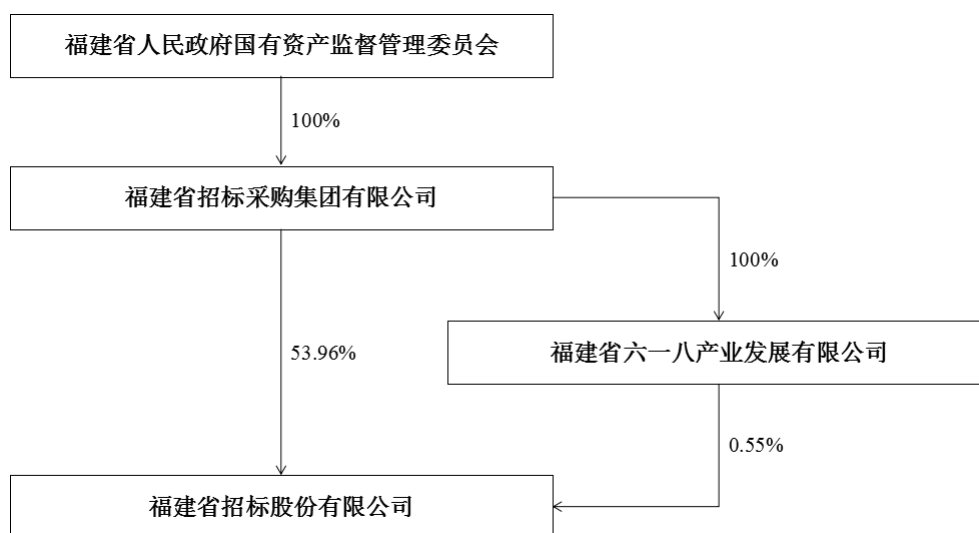 福建省人民政府国有资产监督管理委员会
100%
福建省招标采购集团有限公司
100%
53.96%
福建省六一八产业发展有限公司
0.55%
福建省招标股份有限公司